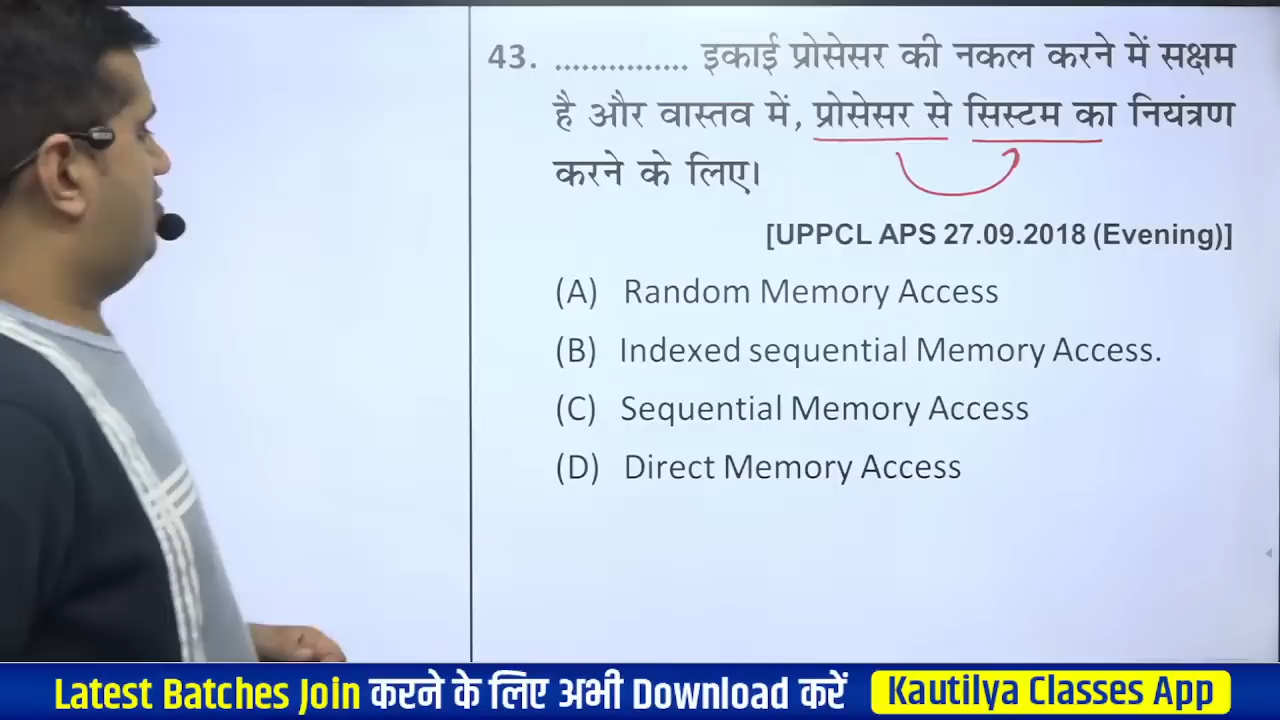 43. ............... इकाई प्रोसेसर की नकल करने में सक्षम
है और वास्तव में, प्रोसेसर से सिस्टम का नियंत्रण
करने के लिए।
[UPPCL APS 27.09.2018 (Evening)]
(A) Random Memory Access
(B) Indexed sequential Memory Access.
(C) Sequential Memory Access
(D) Direct Memory Access
Latest Batches Join करने के लिए अभी Download करें Kautilya Classes App